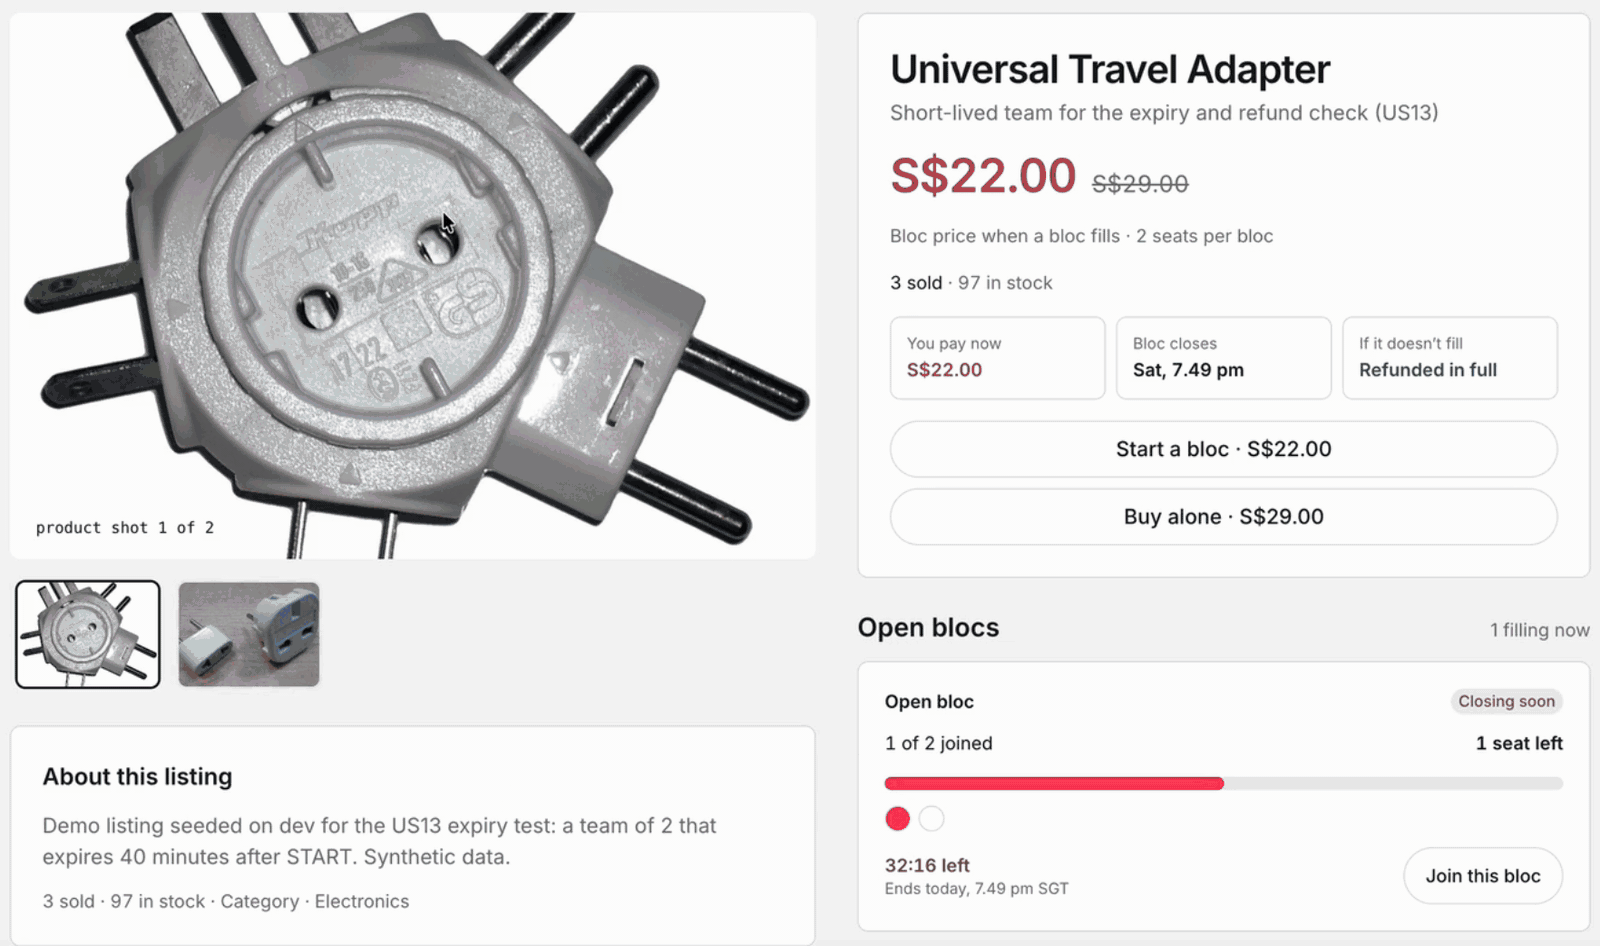 product shot 1 of 2
About this listing
Demo listing seeded on dev for the US13 expiry test: a team of 2 that
expires 40 minutes after START. Synthetic data.
3 sold · 97 in stock · Category · Electronics
Universal Travel Adapter
Short-lived team for the expiry and refund check (US13)
S$22.00 S$29.00
Bloc price when a bloc fills · 2 seats per bloc
3 sold · 97 in stock
You pay now
S$22.00
Bloc closes
Sat, 7.49 pm
If it doesn’t fill
Refunded in full
Start a bloc · S$22.00
Buy alone · S$29.00
Open blocs
1 filling now
Open bloc
Closing soon
1 of 2 joined
1 seat left
32:16 left
Ends today, 7.49 pm SGT
Join this bloc
17 22